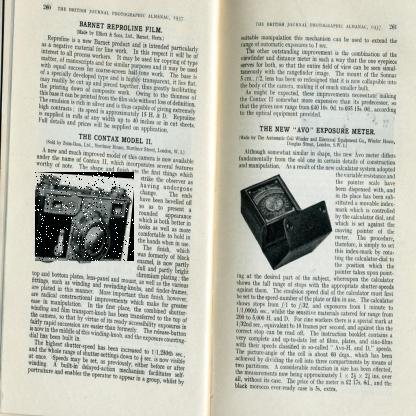 260 THE BRITISH JOURNAL PHOTOGRAPHIC ALMANAC, 1937.
BARNET REPROLINE FILM.
(Made by Elliott & Sons, Ltd., Barnet, Herts.)
Reproline is a new Barnet product and is intended particularly
as a negative material for line work. In this respect it will be of
interest to all process workers. It may be used for copying of type
matter, of manuscripts and for similar purposes and it may be used
with equal success for coarse-screen half-tone work. The base is
of a specially developed type and is highly transparent, it lies flat,
may readily be cut up and pieced together, thus greatly facilitating
the printing down of composite work. Owing to the thinness of
this base it can be printed from the film side without loss of definition.
The emulsion is rich in silver and is thus capable of giving extremely
high contrasts; its speed is approximately 15 H. & D. Reproline
is supplied in rolls of any width up to 40 inches or in cut sheets.
Full details and prices will be supplied on application.
THE CONTAX MODEL II.
(Sold by Zeiss-Ikon, Ltd., Mortimer House, Mortimer Street, London, W.1.)
A new and much improved model of this camera is now available
under the name of Contax II, which incorporates several features
worthy of note. The shape and finish are the first things which
strike the observer as
having undergone
change. The ends
have been bevelled off
so as to present a
rounded appearance
which is both better in
looks as well as more
comfortable to hold in
the hands when in use.
The finish, which
was formerly of black
enamel, is now partly
dull and partly bright
chromium plating; the
top and bottom plates, lens-panel and mount, as well as the various
fittings, such as winding and rewinding-knobs, and finder-frames,
are plated in this manner. More important than finish, however,
are radical constructional improvements which make for greater
ease in manipulation. In the first place, the combined shutter-
winding and film transport-knob has been transferred to the top of
the camera, so that by virtue of its ready accessibility exposures in
fairly rapid succession are easier than formerly. The release-button
is now in the middle of this winding-knob, and the exposure counting-
dial has been built in.
The highest shutter-speed has been increased to 1/1,250th sec.,
and the whole range of shutter-settings down to ½ sec. is now visible
at once. Speeds may be set, as previously, either before or after
winding. A built-in delayed-action mechanism facilitates self-
portraiture and enables the operator to appear in a group, whilst by
THE BRITISH JOURNAL PHOTOGRAPHIC ALMANAC, 1937. 261
suitable manipulation this mechanism can be used to extend the
range of automatic exposures to 1 sec.
The other outstanding improvement is the combination of the
viewfinder and distance meter in such a way that the one eyepiece
serves for both, so that the entire field of view can be seen simul-
taneously with the rangefinder image. The mount of the Sonnar
5 cm., f/2 lens has been so redesigned that it is now collapsible into
the body of the camera, making it of much smaller bulk.
As might be expected, these improvements necessitate making
the Contax II somewhat more expensive than its predecessor, so
that the prices now range from
to the optical equipment provided.
THE NEW "AVO" EXPOSURE METER.
(Made by The Automatic Coil Winder and Electrical Equipment Co., Winder House,
Douglas Street, London, S.W.1.)
Although somewhat similar in shape, the new Avo meter differs
fundamentally from the old one in certain details of construction
and manipulation. As a result of the new calculator system adopted
the variable resistance and
the pointer scale have
been dispensed with, and
in its place has been sub-
stituted a movable index-
mark which is controlled
by the calculator dial, and
which is set against the
moving pointer of the
meter. The procedure,
therefore, is simply to set
this index-mark by rotat-
ing the calculator-dial to
the position which the
pointer takes upon point-
ing at the darkest part of the subject, whereupon the calculator
shows the full range of stops with the appropriate shutter speeds
against them. The emulsion speed dial of the calculator must first
be set to the speed-number of the plate or film in use. The calculator
shows stops from f/1 to f/32, and exposures from 1 minute to
1/1,000th sec., whilst the sensitive materials catered for range from
200 to 5,000 H. and D. For cine workers there is a special mark at
1/32nd sec., equivalent to 16 frames per second, and against this the
correct stop can be read off. The instruction booklet contains a
very complete and up-to-date list of films, plates, and cine-films
with their speeds classified in so-called "Avo-H. and D." speeds.
The picture-angle of the cell is about 60 deg., which has been
achieved by dividing the cell into three compartments by means of
two partitions. A considerable reduction in size has been effected,
the measurements now being approximately
all, without its case. The price of the meter is £2 17s. 6d., and the
black morocco ever-ready case is 5s. extra.